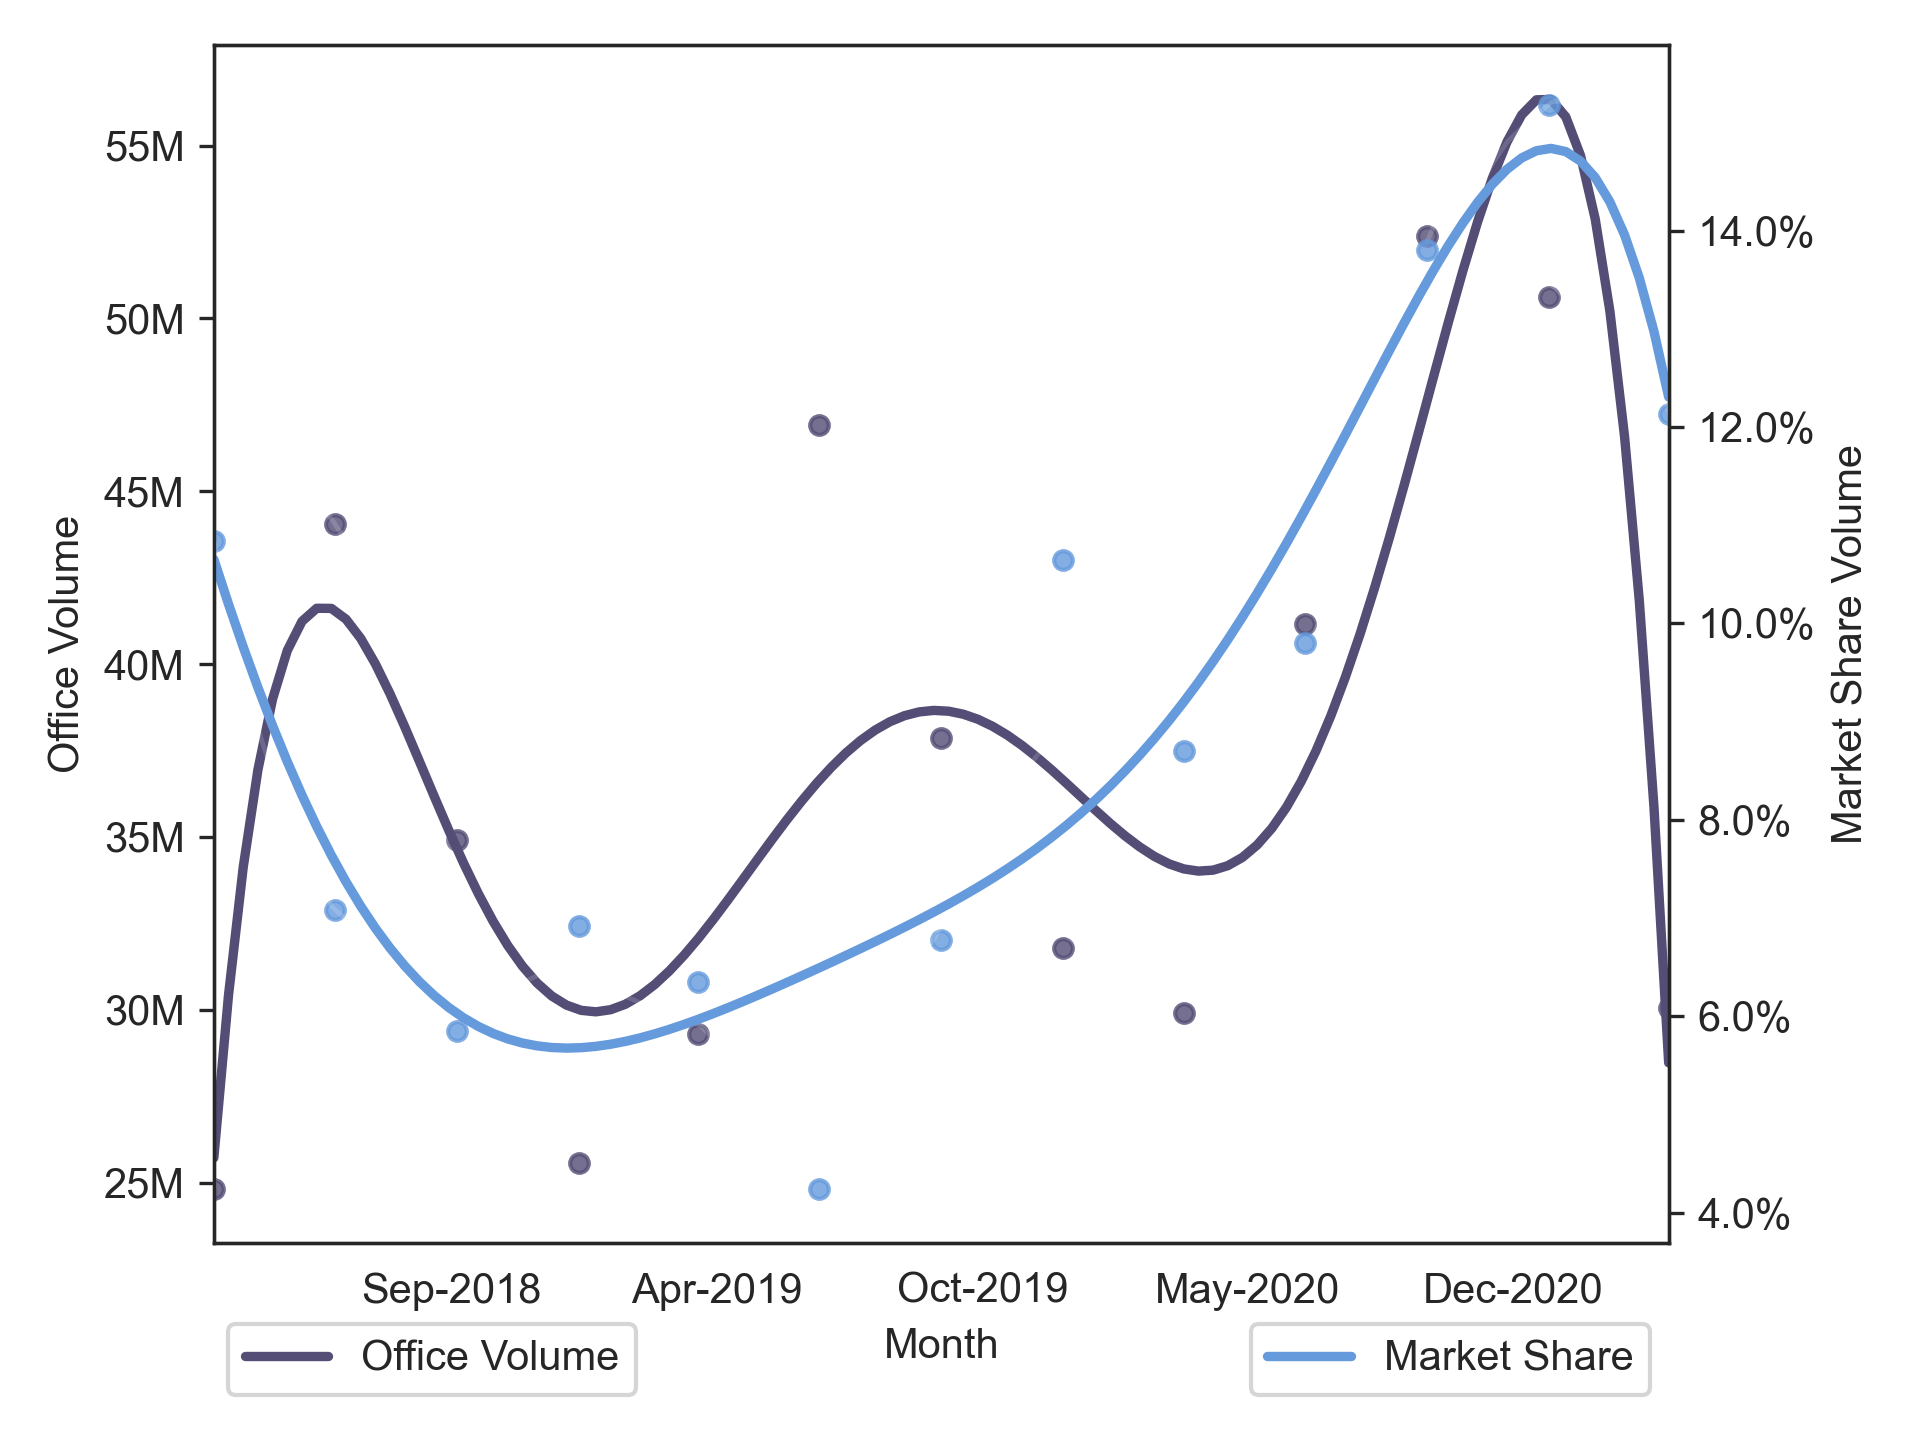 55M
50M
45M
40M
35M
30M
25M
Office Volume
14.0%
12.0%
10.0%
8.0%
6.0%
4.0%
Market Share Volume
Sep-2018 Apr-2019 Oct-2019 May-2020 Dec-2020
Month
Office Volume
Market Share